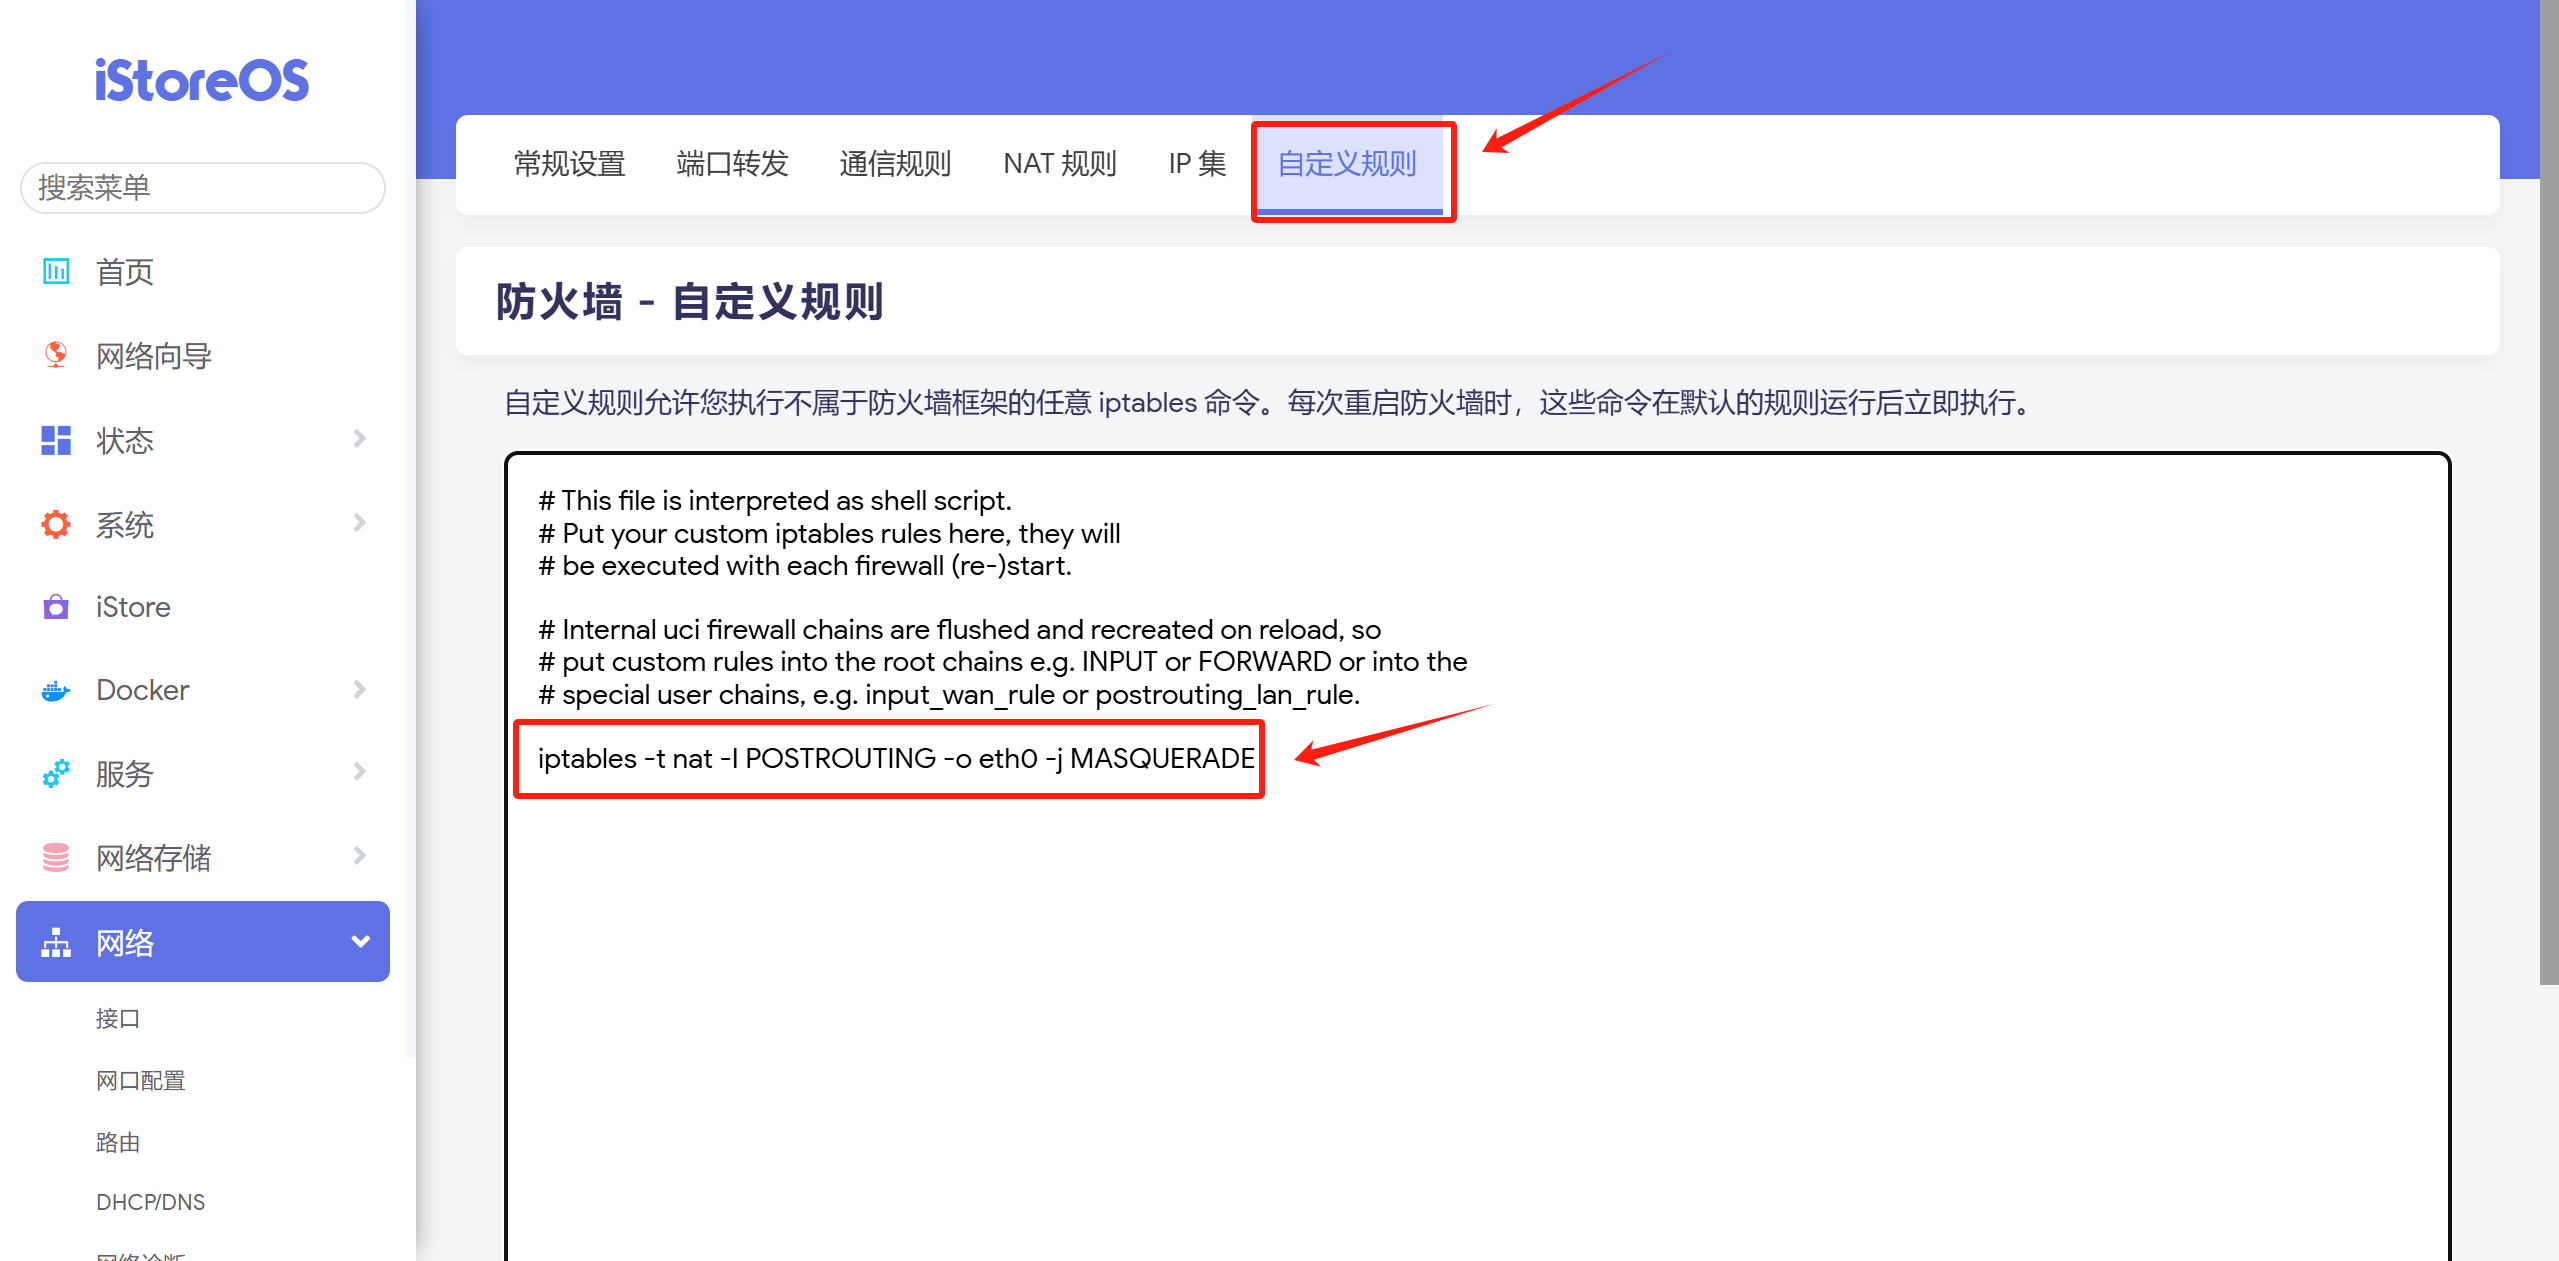 iStoreOS
搜索菜单
首页
网络向导
状态
系统
iStore
Docker
服务
网络存储
网络
接口
网口配置
路由
DHCP/DNS
网络诊断
常规设置
端口转发
通信规则
NAT 规则
IP 集
自定义规则
防火墙 - 自定义规则
自定义规则允许您执行不属于防火墙框架的任意 iptables 命令。每次重启防火墙时，这些命令在默认的规则运行后立即执行。
# This file is interpreted as shell script.
# Put your custom iptables rules here, they will
# be executed with each firewall (re-)start.
# Internal uci firewall chains are flushed and recreated on reload, so
# put custom rules into the root chains e.g. INPUT or FORWARD or into the
# special user chains, e.g. input_wan_rule or postrouting_lan_rule.
iptables -t nat -I POSTROUTING -o eth0 -j MASQUERADE